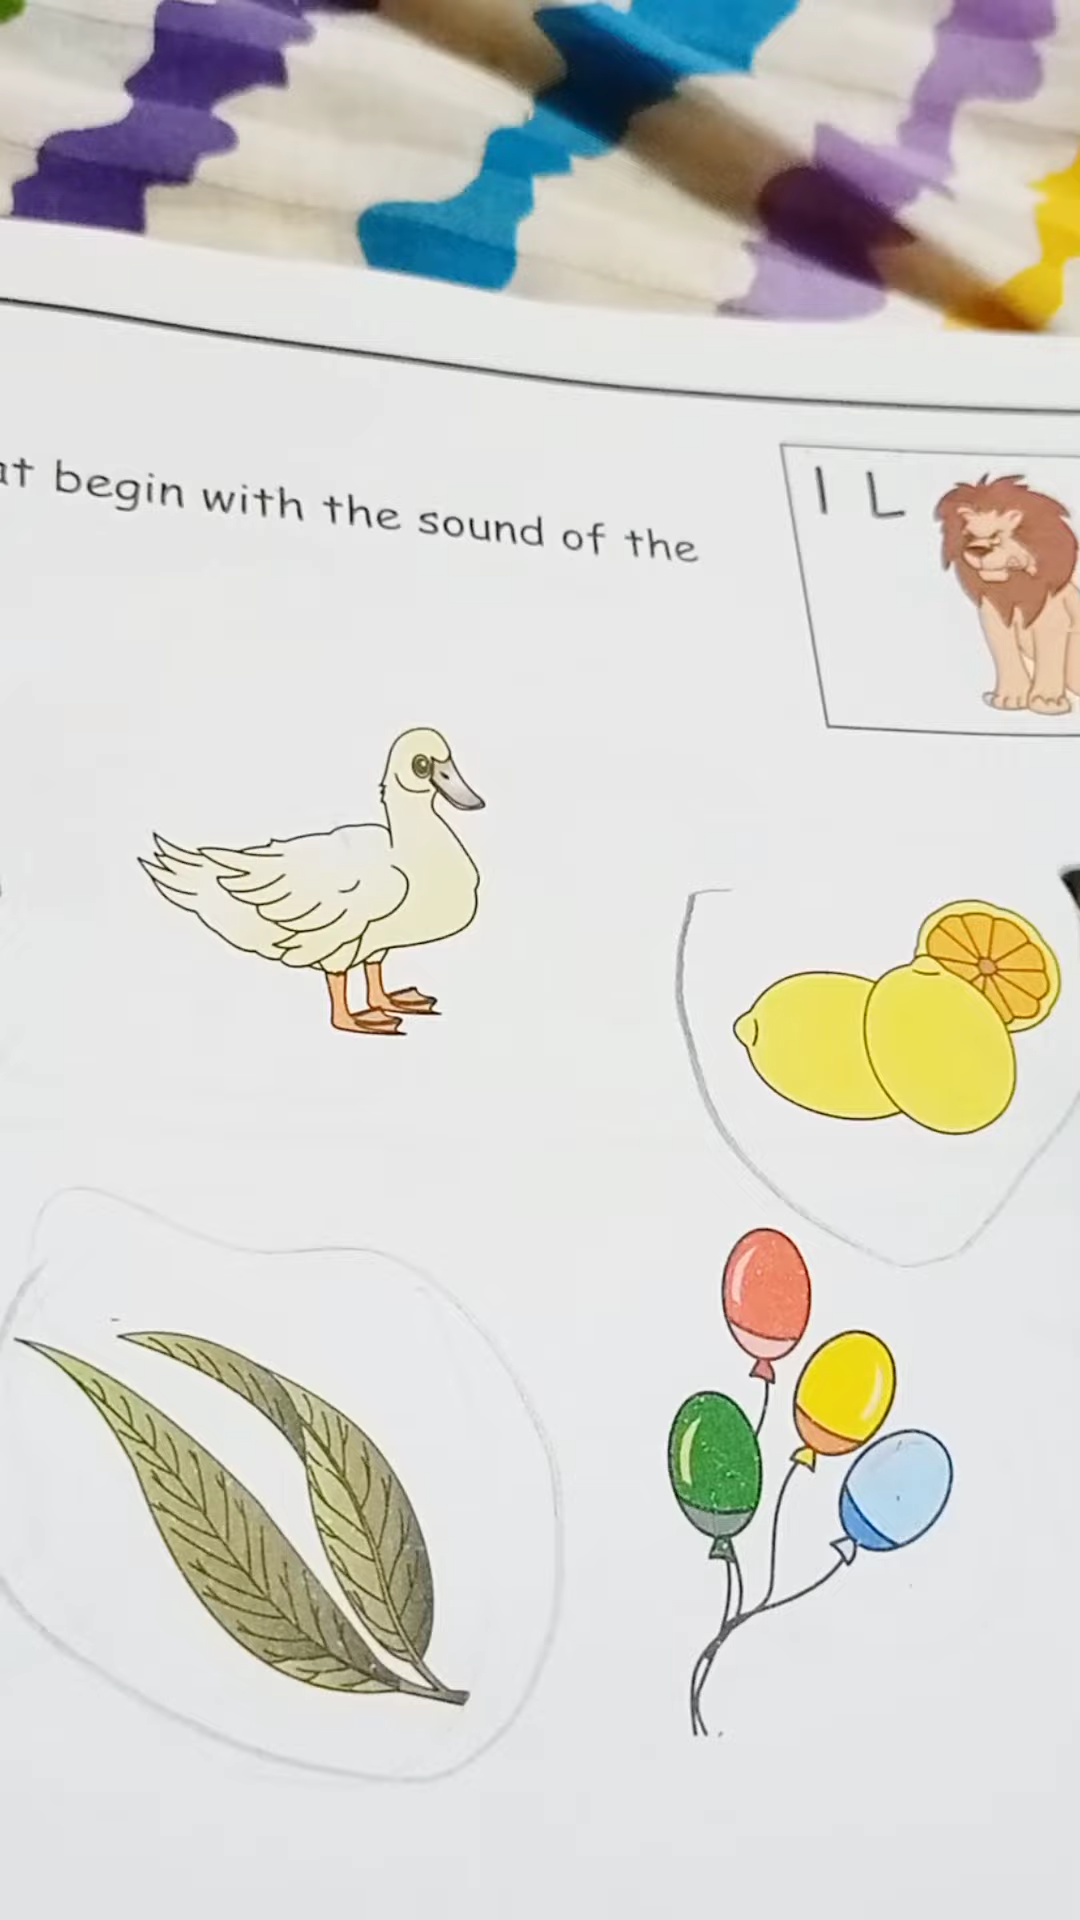 at begin with the sound of the
l L